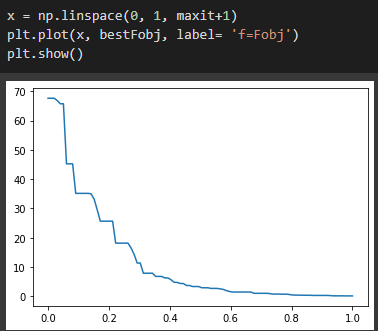 x = np.linspace(0, 1, maxit+1)
plt.plot(x, bestFobj, label= 'f=Fobj')
plt.show()
70
60
50
40
30
20
10
0
0.0 0.2 0.4 0.6 0.8 1.0